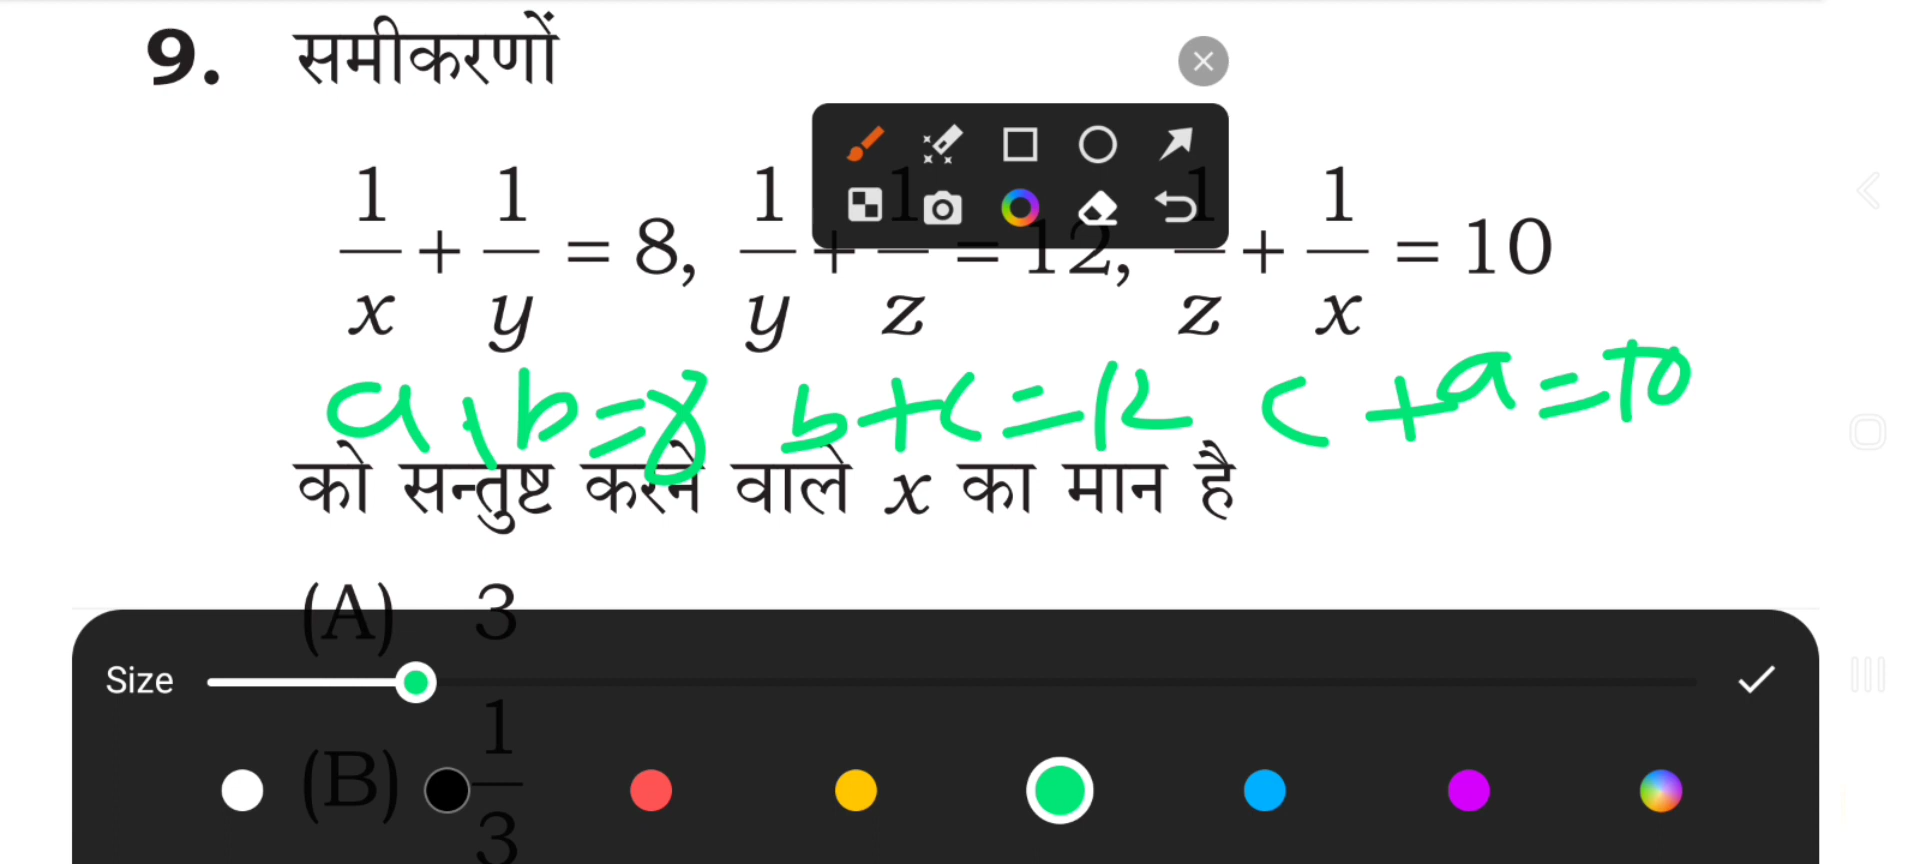 9. समीकरणों
1/x + 1/y = 8, 1/y + 1/z = 12, 1/z + 1/x = 10
a + b = 8 b + c = 12 c + a = 10
को सन्तुष्ट करने वाले x का मान है
(A) 3
Size
(B) 1/3